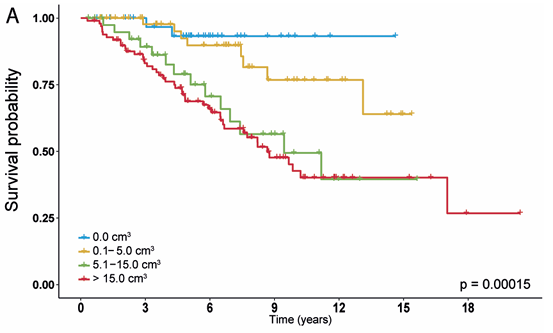 A
Survival probability
1.00
0.75
0.50
0.25
0.00
0.0 cm³
0.1–5.0 cm³
5.1–15.0 cm³
> 15.0 cm³
p = 0.00015
0 3 6 9 12 15 18
Time (years)